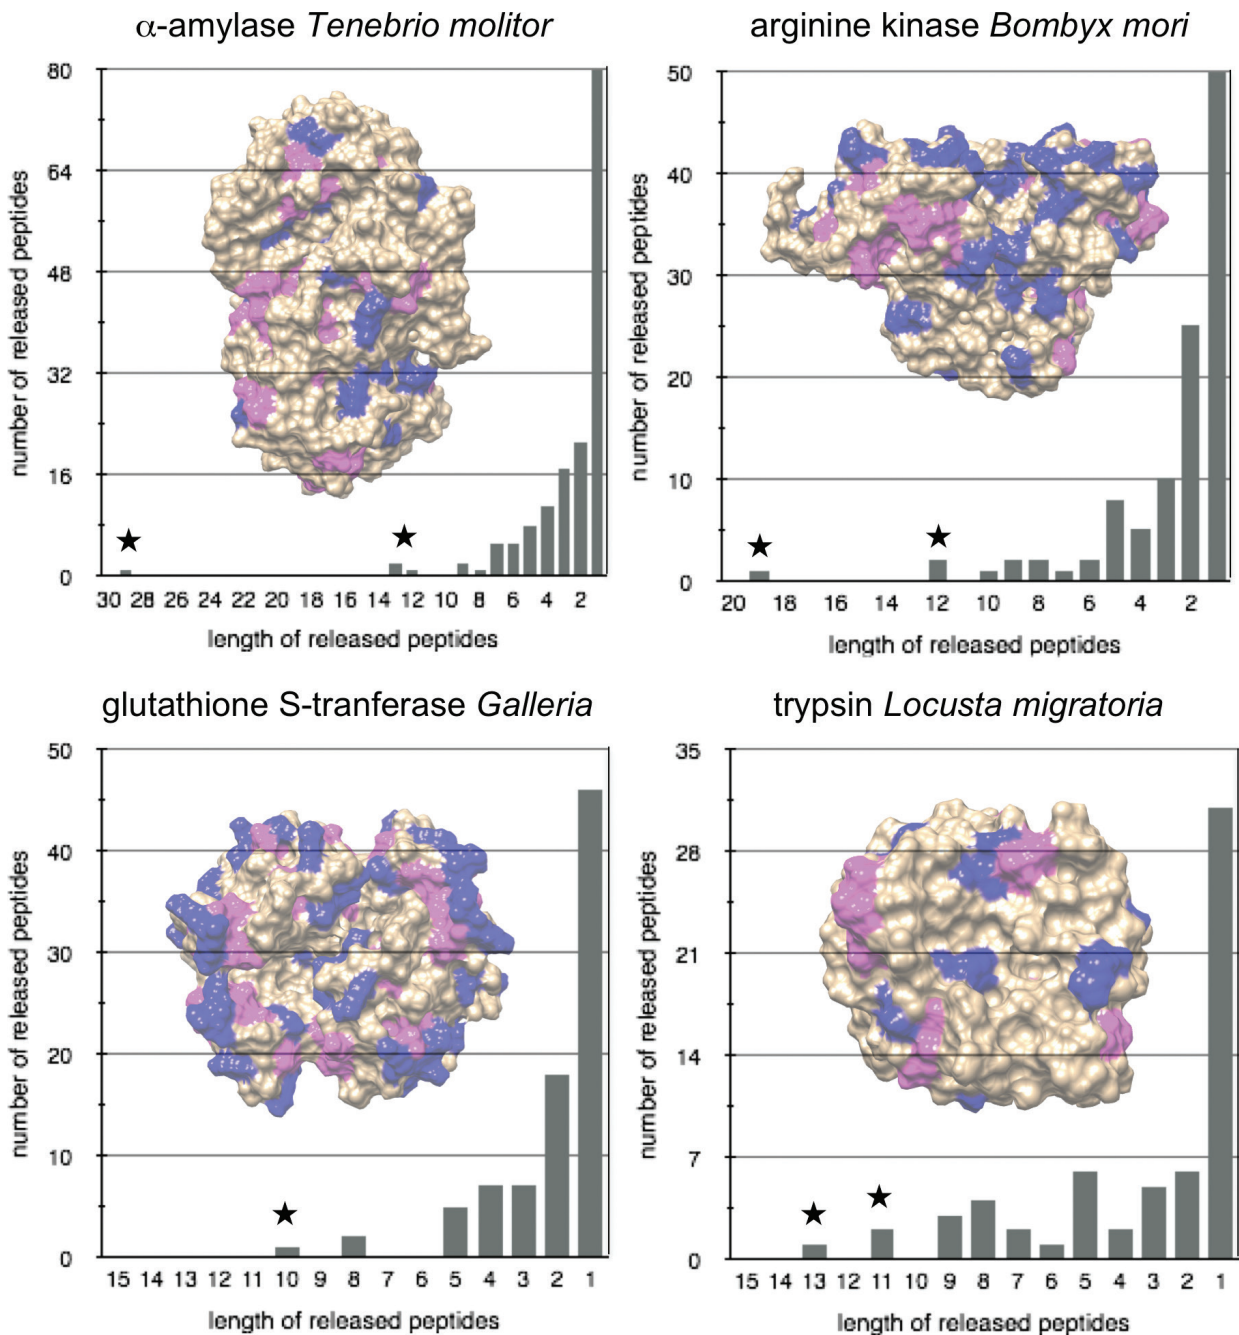 α-amylase Tenebrio molitor
number of released peptides
80
64
48
32
16
0
30 28 26 24 22 20 18 16 14 12 10 8 6 4 2
length of released peptides
arginine kinase Bombyx mori
number of released peptides
50
40
30
20
10
0
20 18 16 14 12 10 8 6 4 2
length of released peptides
glutathione S-tranferase Galleria
number of released peptides
50
40
30
20
10
0
15 14 13 12 11 10 9 8 7 6 5 4 3 2 1
length of released peptides
trypsin Locusta migratoria
number of released peptides
35
28
21
14
7
0
15 14 13 12 11 10 9 8 7 6 5 4 3 2 1
length of released peptides